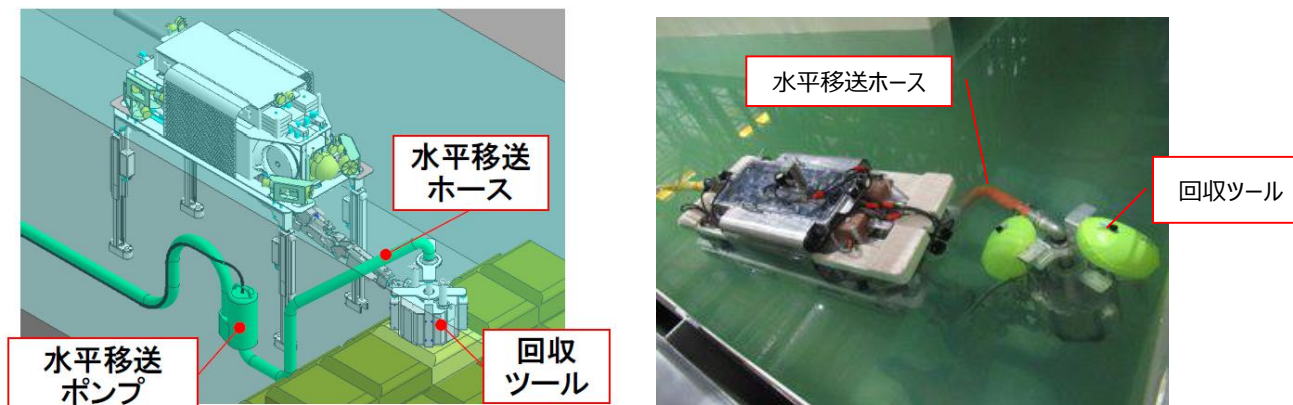 水平移送
ホース
水平移送
ポンプ
回収
ツール
水平移送ホース
回収ツール